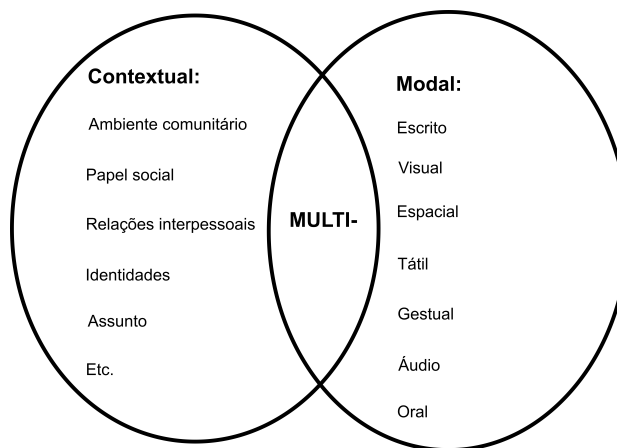 Contextual:
Ambiente comunitário
Papel social
Relações interpessoais
Identidades
Assunto
Etc.
MULTI-
Modal:
Escrito
Visual
Espacial
Tátil
Gestual
Áudio
Oral